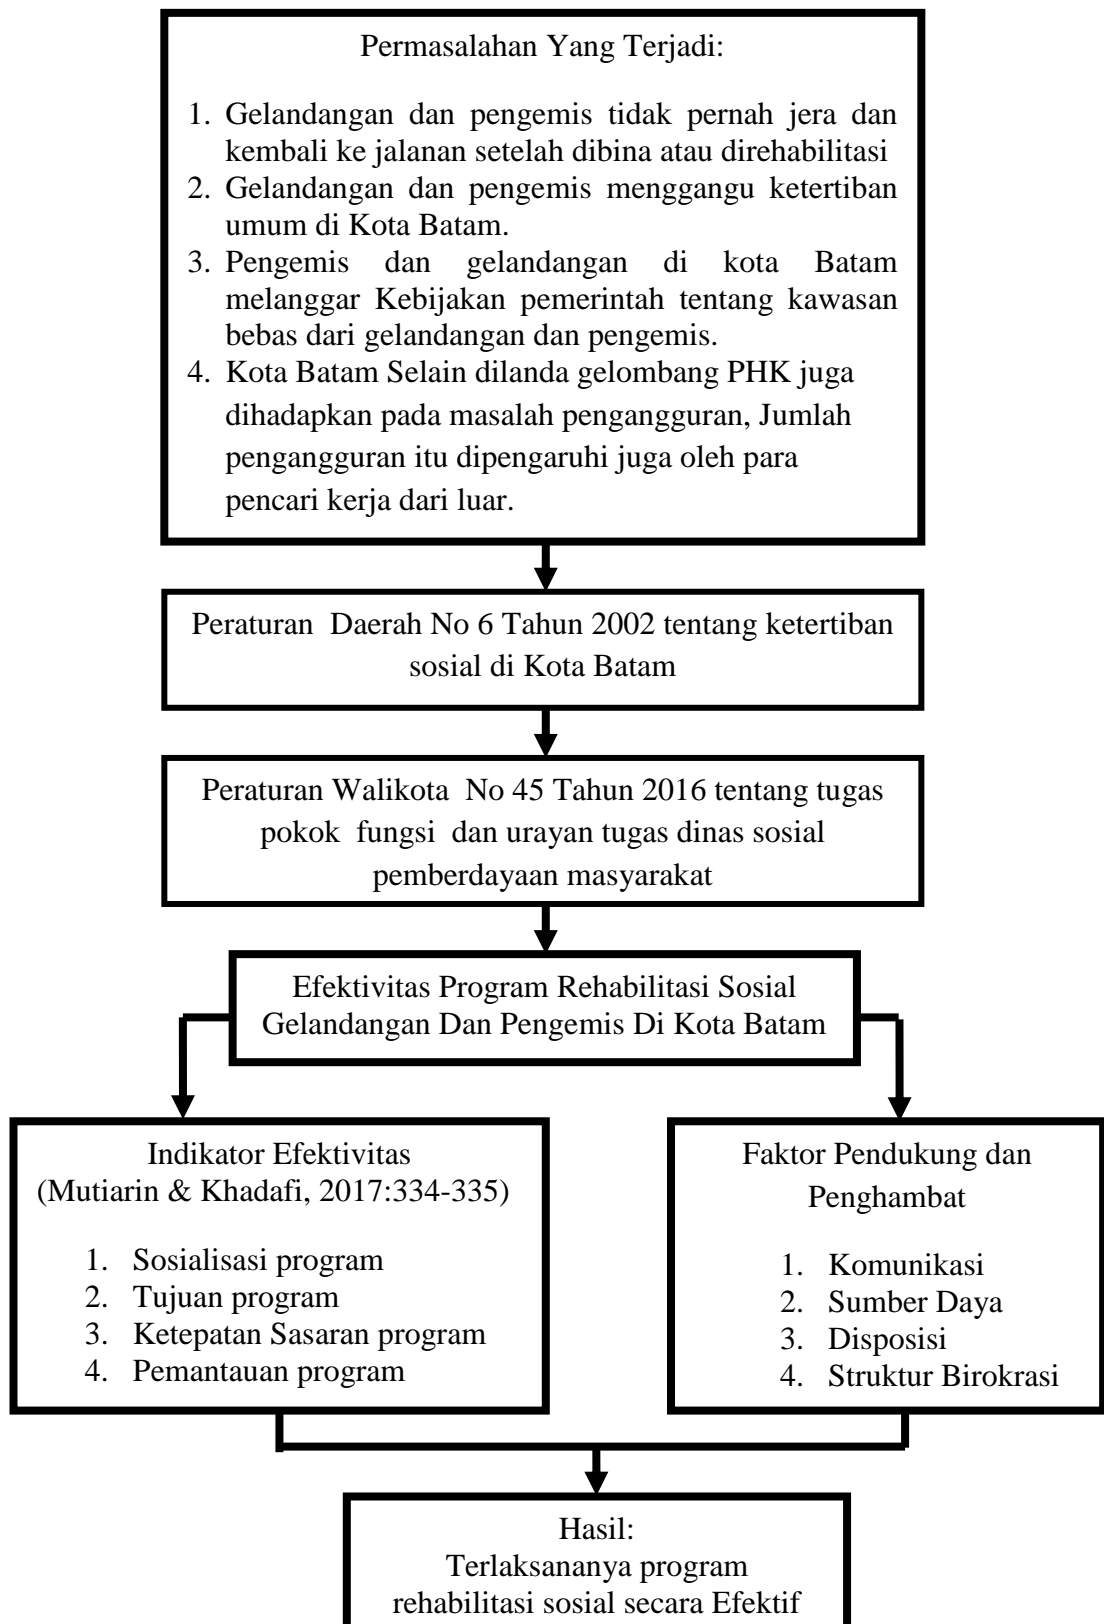 Permasalahan Yang Terjadi:
1. Gelandangan dan pengemis tidak pernah jera dan
kembali ke jalanan setelah dibina atau direhabilitasi
2. Gelandangan dan pengemis menggangu ketertiban
umum di Kota Batam.
3. Pengemis dan gelandangan di kota Batam
melanggar Kebijakan pemerintah tentang kawasan
bebas dari gelandangan dan pengemis.
4. Kota Batam Selain dilanda gelombang PHK juga
dihadapkan pada masalah pengangguran, Jumlah
pengangguran itu dipengaruhi juga oleh para
pencari kerja dari luar.
Peraturan Daerah No 6 Tahun 2002 tentang ketertiban
sosial di Kota Batam
Peraturan Walikota No 45 Tahun 2016 tentang tugas
pokok fungsi dan urayan tugas dinas sosial
pemberdayaan masyarakat
Efektivitas Program Rehabilitasi Sosial
Gelandangan Dan Pengemis Di Kota Batam
Indikator Efektivitas
(Mutiarin & Khadafi, 2017:334-335)
1. Sosialisasi program
2. Tujuan program
3. Ketepatan Sasaran program
4. Pemantauan program
Faktor Pendukung dan
Penghambat
1. Komunikasi
2. Sumber Daya
3. Disposisi
4. Struktur Birokrasi
Hasil:
Terlaksananya program
rehabilitasi sosial secara Efektif